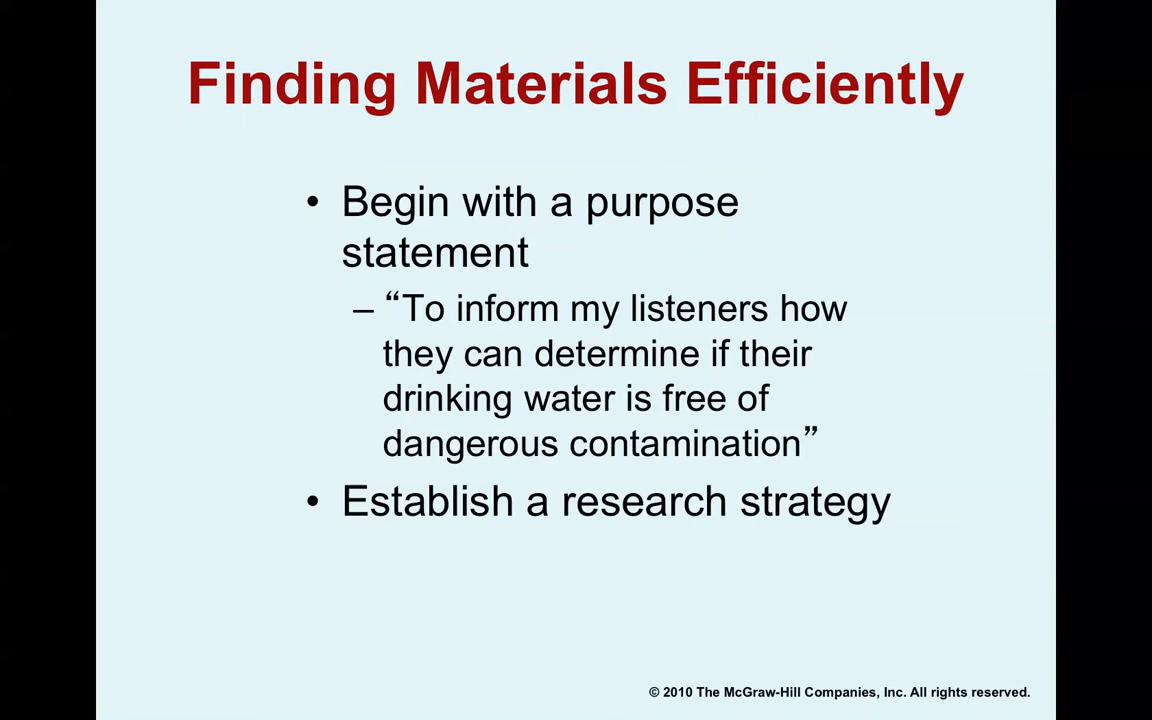 Finding Materials Efficiently
• Begin with a purpose
statement
– “To inform my listeners how
they can determine if their
drinking water is free of
dangerous contamination”
• Establish a research strategy
© 2010 The McGraw-Hill Companies, Inc. All rights reserved.